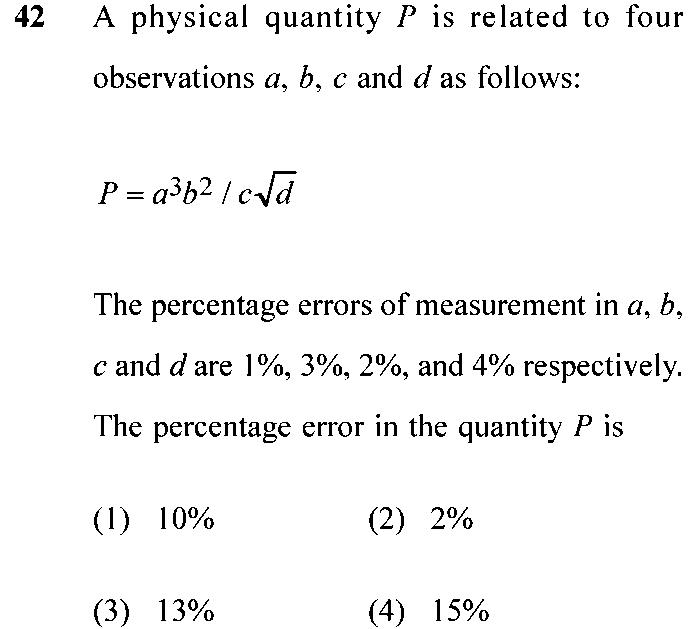 42 A physical quantity P is related to four
observations a, b, c and d as follows:
P = a³b² / c√d
The percentage errors of measurement in a, b,
c and d are 1%, 3%, 2%, and 4% respectively.
The percentage error in the quantity P is
(1) 10% (2) 2%
(3) 13% (4) 15%